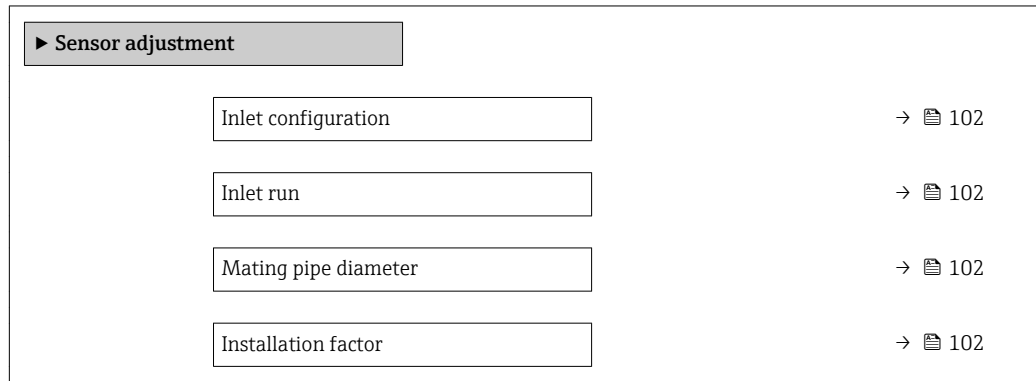 ► Sensor adjustment
Inlet configuration → 102
Inlet run → 102
Mating pipe diameter → 102
Installation factor → 102